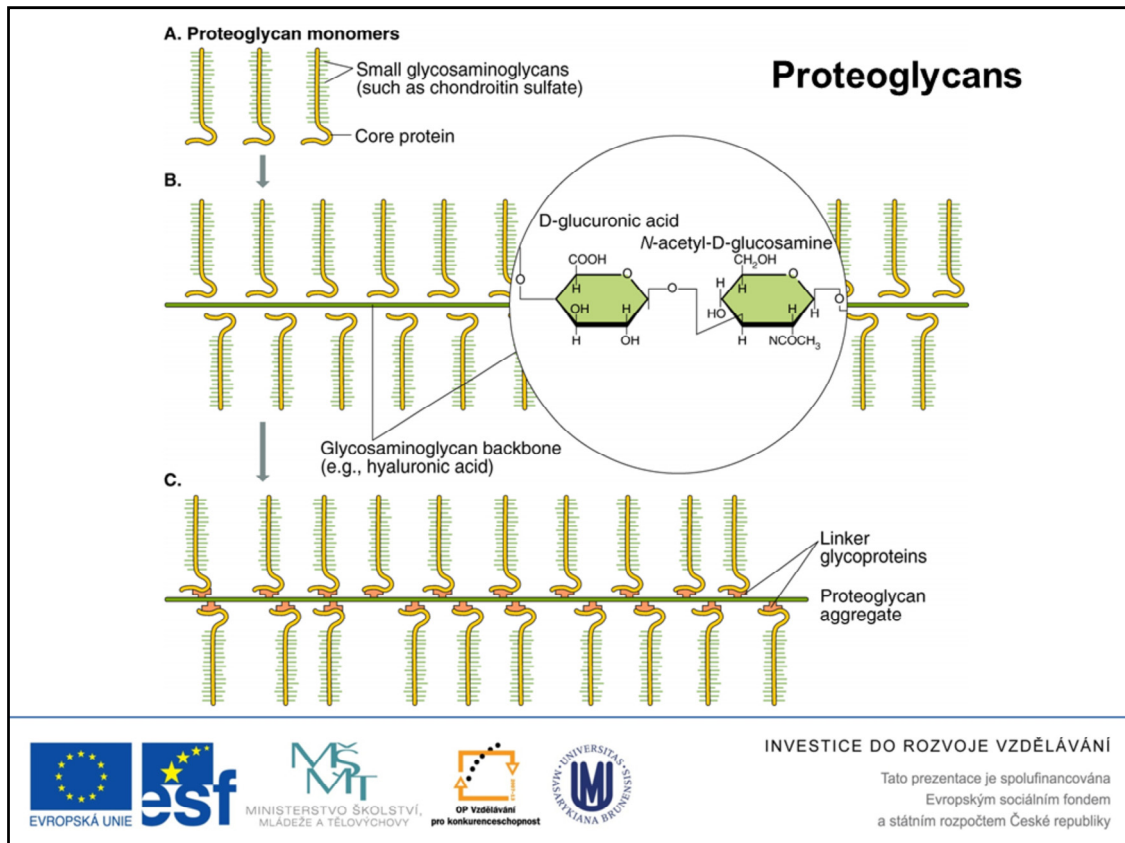 A. Proteoglycan monomers
Proteoglycans
Small glycosaminoglycans
(such as chondroitin sulfate)
Core protein
B.
D-glucuronic acid
N-acetyl-D-glucosamine
COOH
O
H
OH
H
H
H
OH
O
O
CH2OH
O
H
H
HO
H
H
H
NCOCH3
O
Glycosaminoglycan backbone
(e.g., hyaluronic acid)
C.
Linker
glycoproteins
Proteoglycan
aggregate
EVROPSKÁ UNIE
esf
MŠMT
MINISTERSTVO ŠKOLSTVÍ,
MLÁDEŽE A TĚLOVÝCHOVY
2007-13
OP Vzdělávání
pro konkurenceschopnost
UNIVERSITAS MASARYKIANA BRUNENSIS
INVESTICE DO ROZVOJE VZDĚLÁVÁNÍ
Tato prezentace je spolufinancována
Evropským sociálním fondem
a státním rozpočtem České republiky